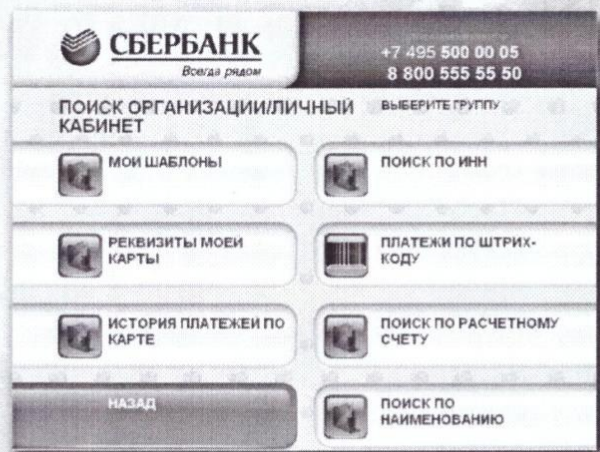 СБЕРБАНК
Всегда рядом
+7 495 500 00 05
8 800 555 55 50
ПОИСК ОРГАНИЗАЦИИ/ЛИЧНЫЙ
КАБИНЕТ
ВЫБЕРИТЕ ГРУППУ
МОИ ШАБЛОНЫ
ПОИСК ПО ИНН
РЕКВИЗИТЫ МОЕЙ
КАРТЫ
ПЛАТЕЖИ ПО ШТРИХ-
КОДУ
ИСТОРИЯ ПЛАТЕЖЕЙ ПО
КАРТЕ
ПОИСК ПО РАСЧЕТНОМУ
СЧЕТУ
НАЗАД
ПОИСК ПО
НАИМЕНОВАНИЮ